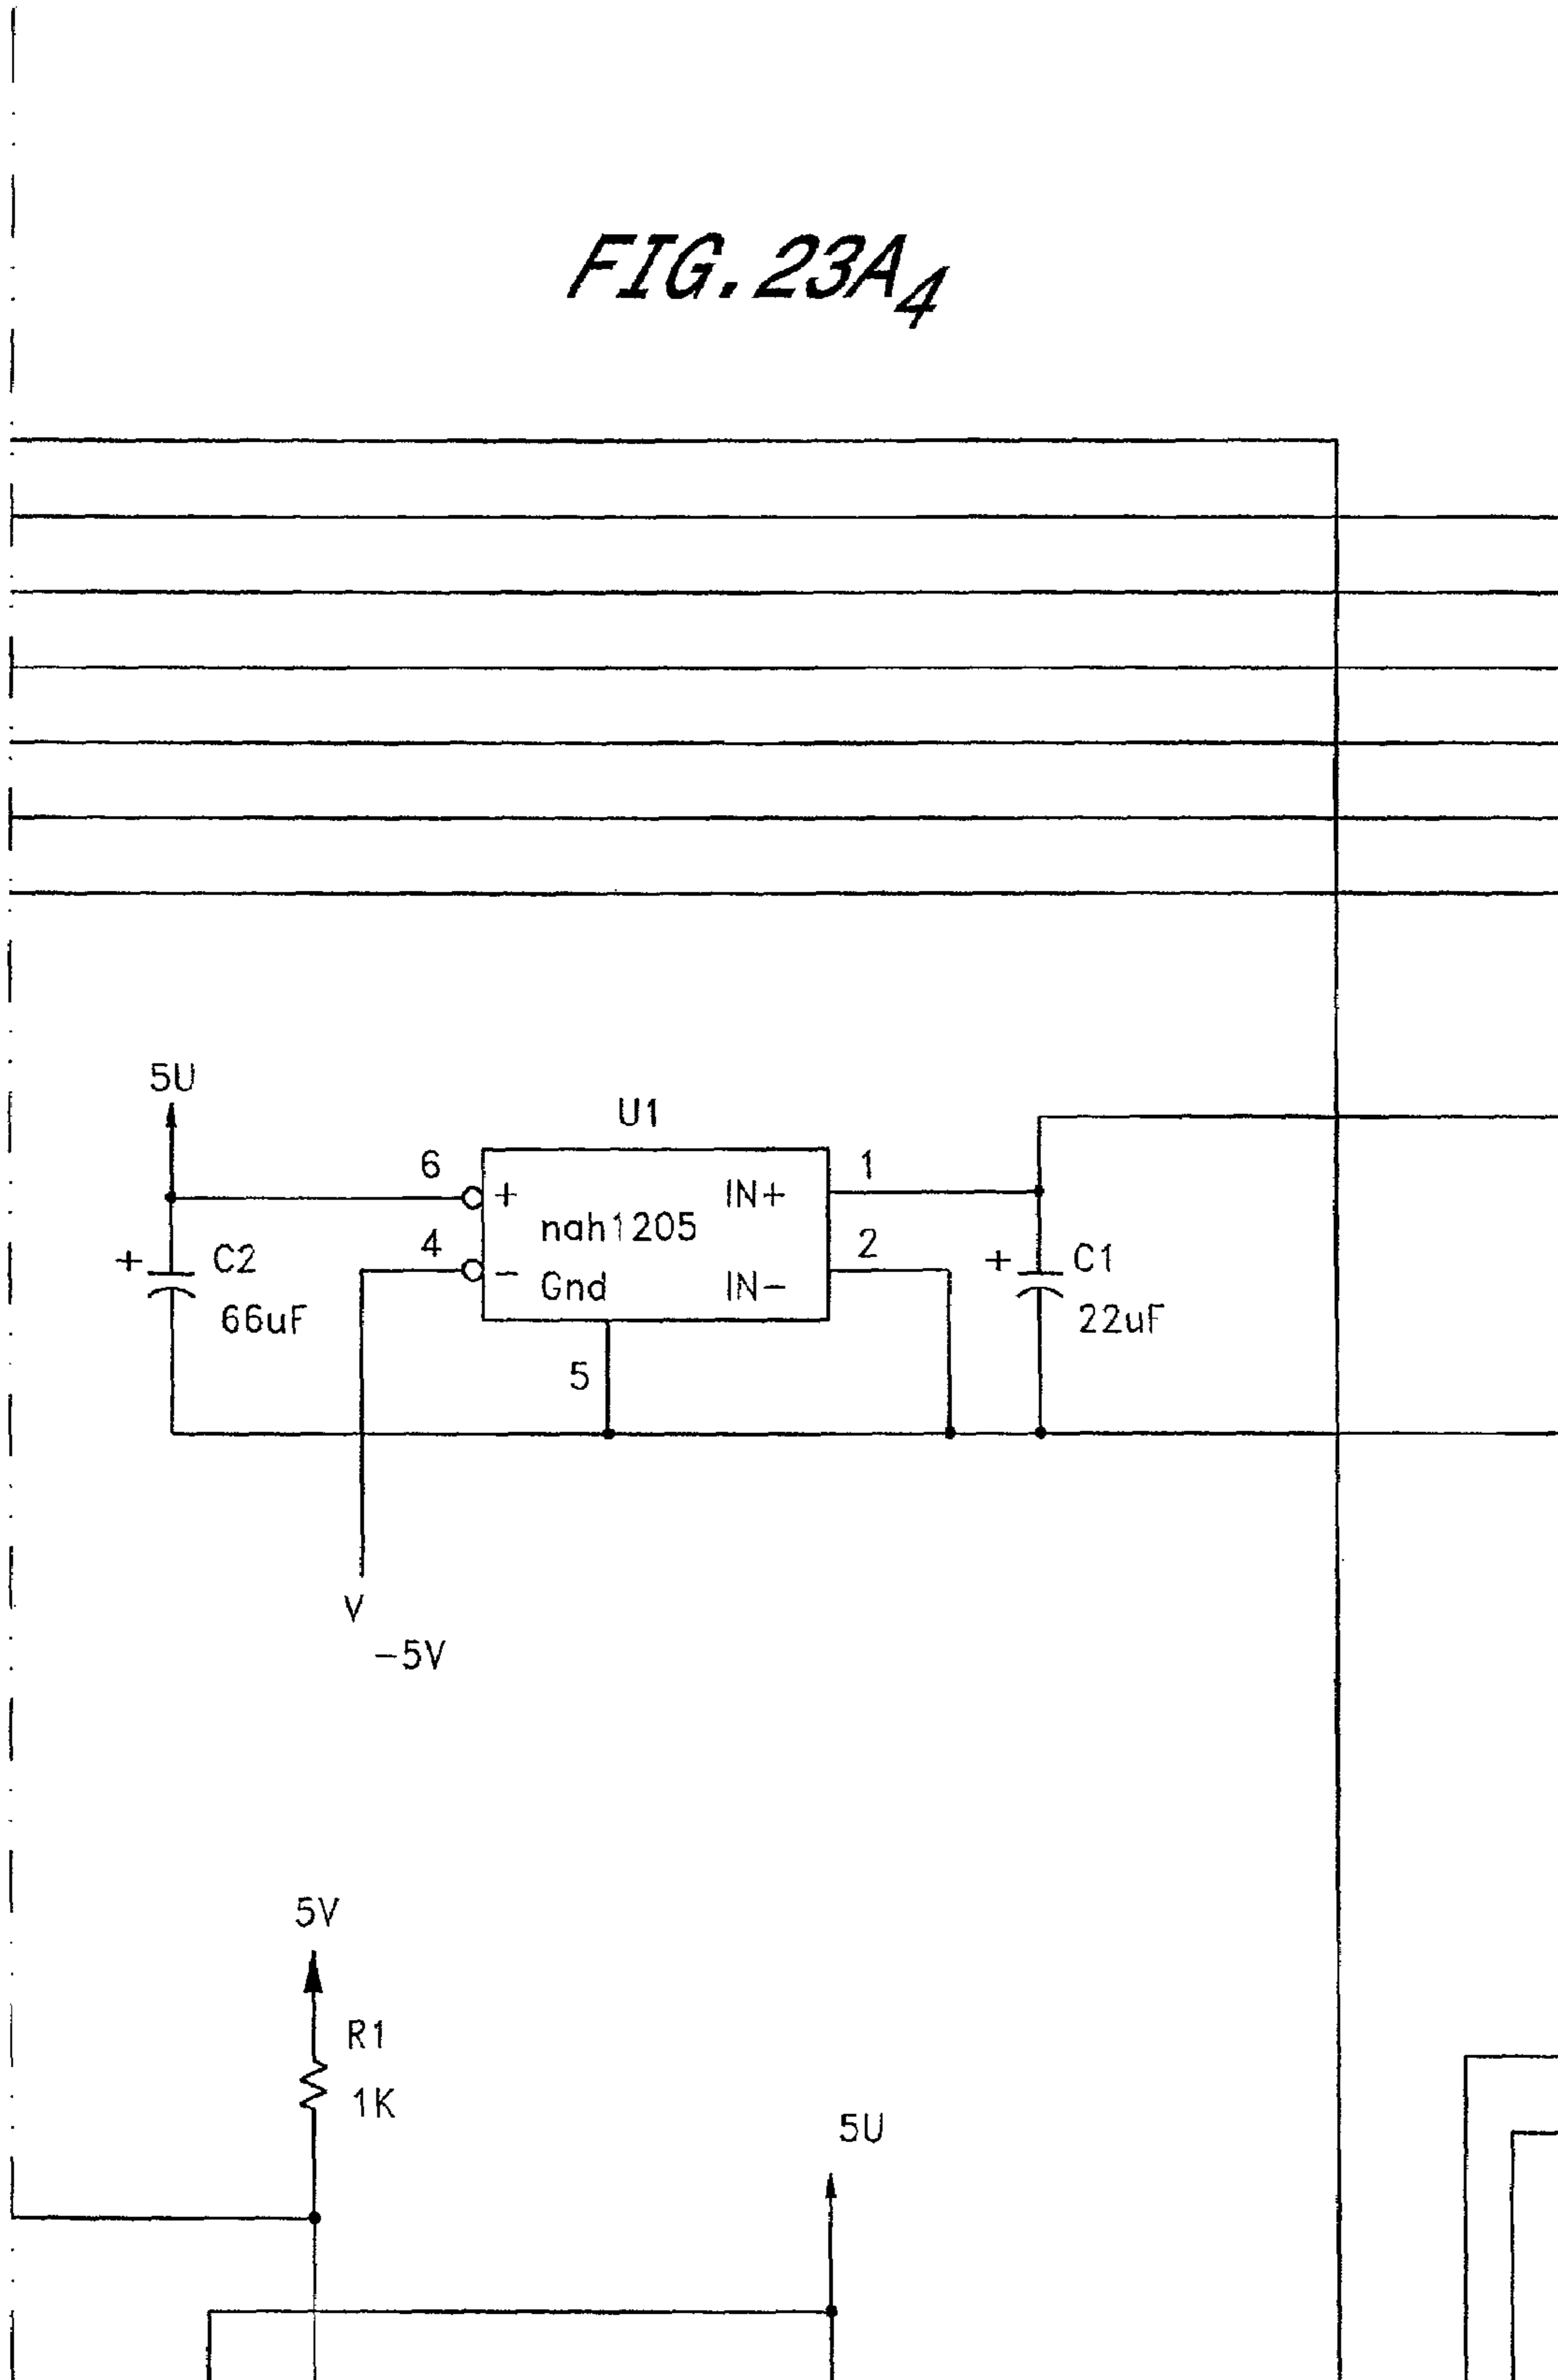 FIG. 23A4
5U
U1
6
1
+
IN+
nah1205
4
2
-
Gnd
IN-
+
C2
66uF
+
C1
22uF
5
V
-5V
5V
R1
1K
5U